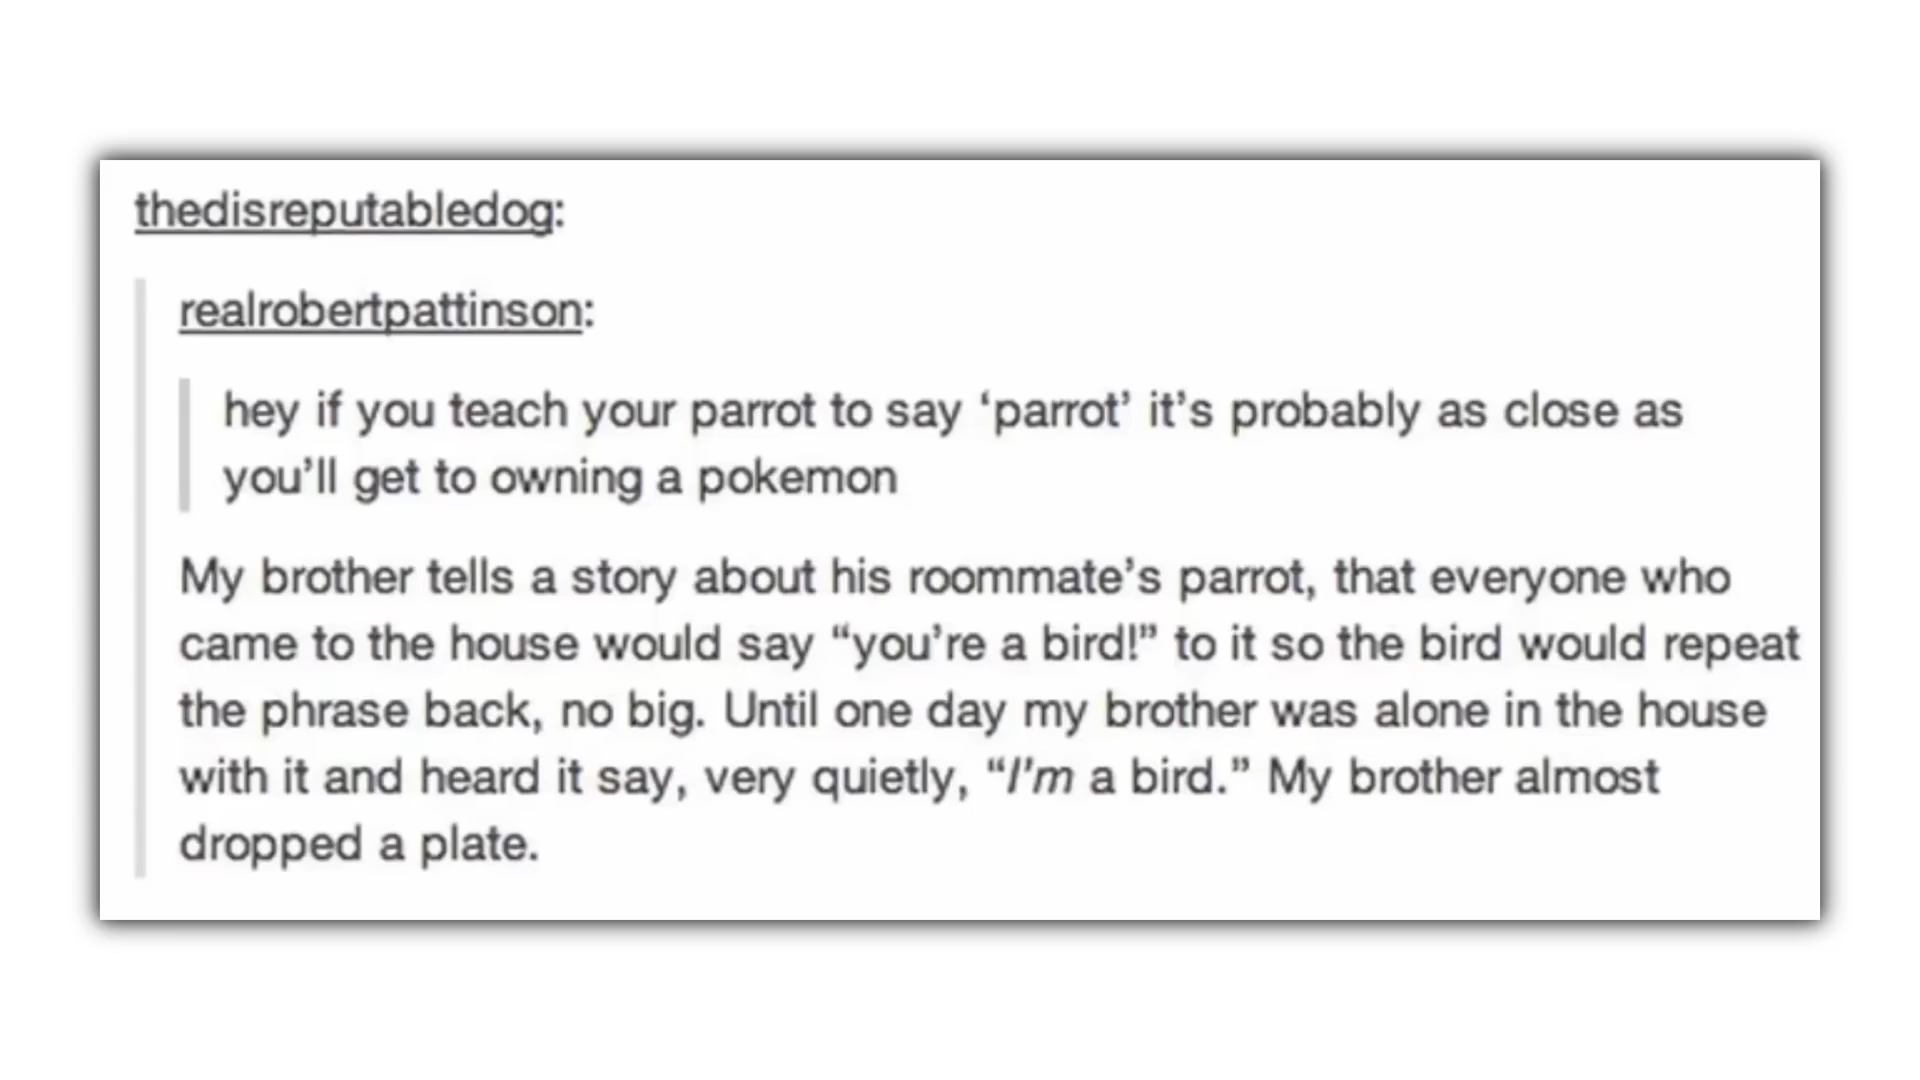 thedisreputabledog:
realrobertpattinson:
hey if you teach your parrot to say ‘parrot’ it’s probably as close as
you’ll get to owning a pokemon
My brother tells a story about his roommate’s parrot, that everyone who
came to the house would say “you’re a bird!” to it so the bird would repeat
the phrase back, no big. Until one day my brother was alone in the house
with it and heard it say, very quietly, “I’m a bird.” My brother almost
dropped a plate.